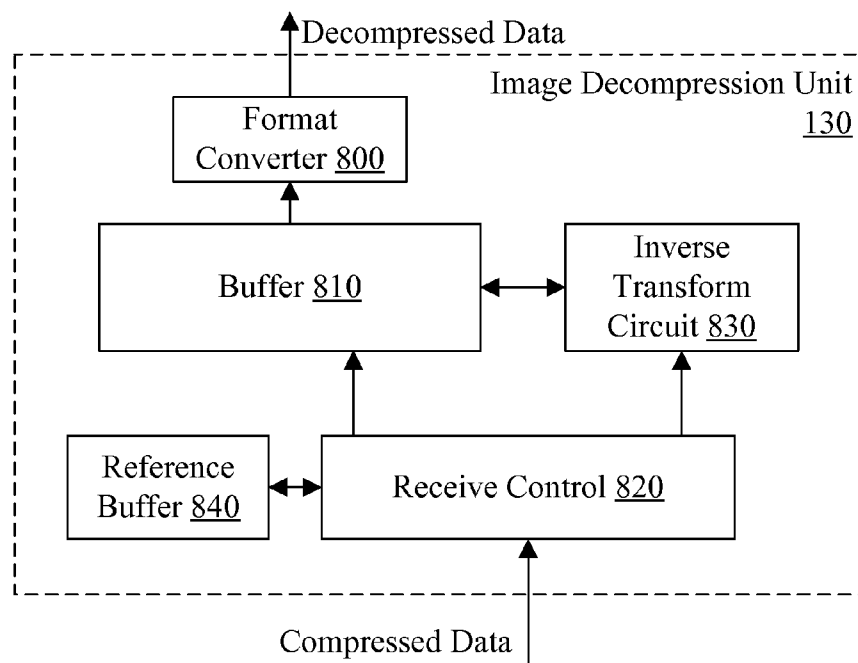 Decompressed Data
Image Decompression Unit
130
Format
Converter 800
Buffer 810
Inverse
Transform
Circuit 830
Reference
Buffer 840
Receive Control 820
Compressed Data